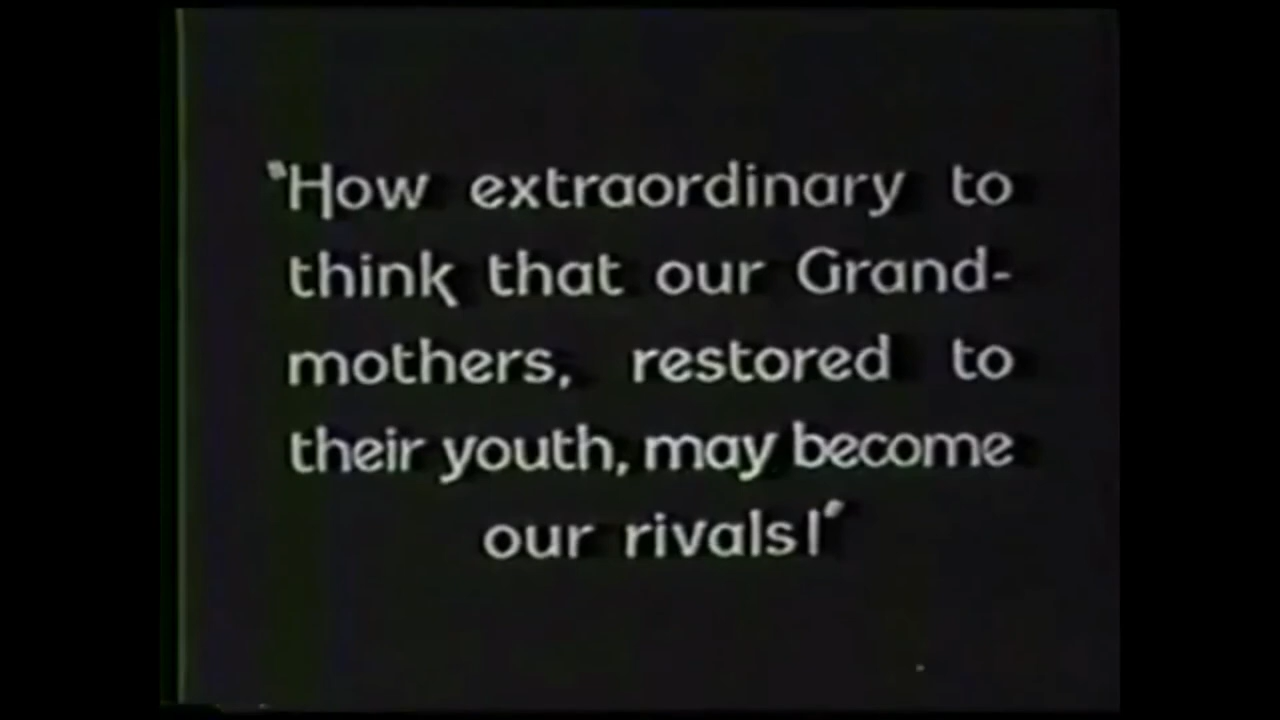 "How extraordinary to
think that our Grand-
mothers, restored to
their youth, may become
our rivals!"